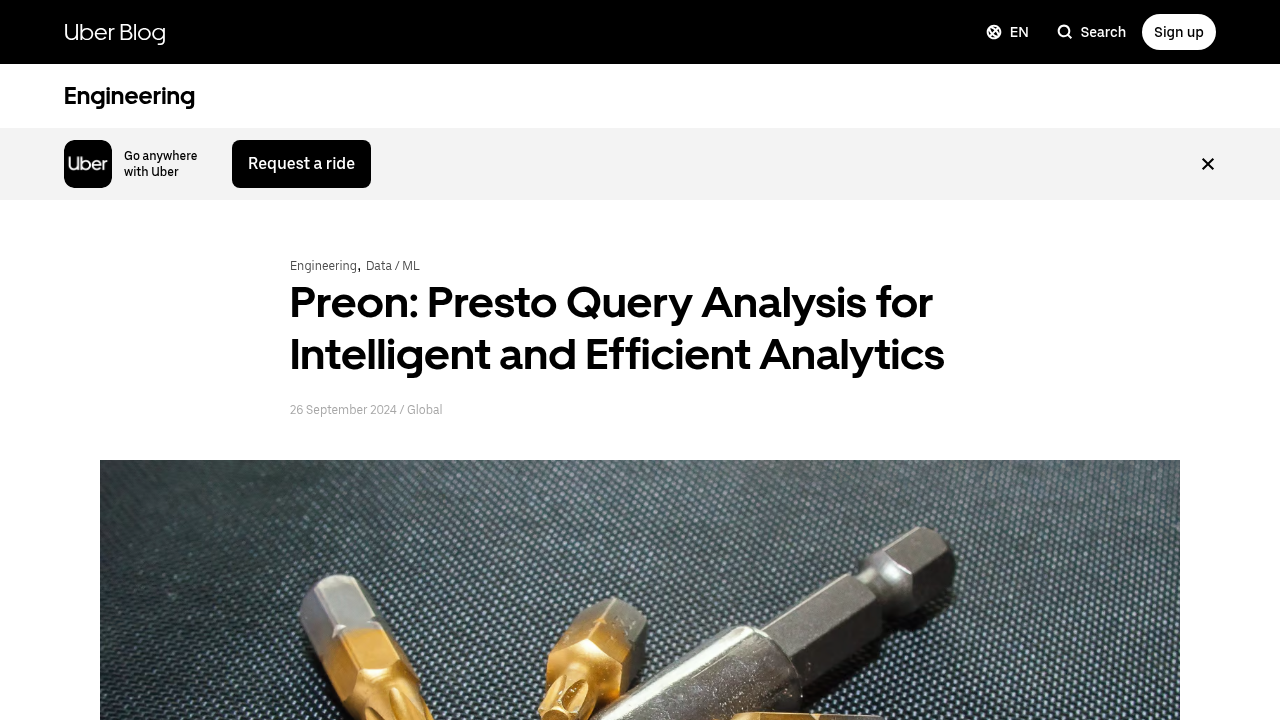 Uber Blog
EN
Search
Sign up
Engineering
Uber
Go anywhere
with Uber
Request a ride
Engineering, Data / ML
Preon: Presto Query Analysis for
Intelligent and Efficient Analytics
26 September 2024 / Global